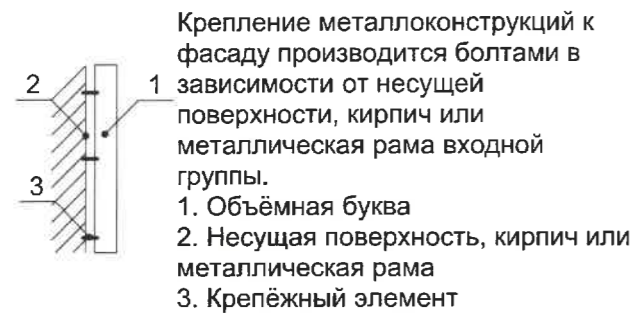 Крепление металлоконструкций к
фасаду производится болтами в
зависимости от несущей
поверхности, кирпич или
металлическая рама входной
группы.
1. Объёмная буква
2. Несущая поверхность, кирпич или
металлическая рама
3. Крепёжный элемент
2
1
3